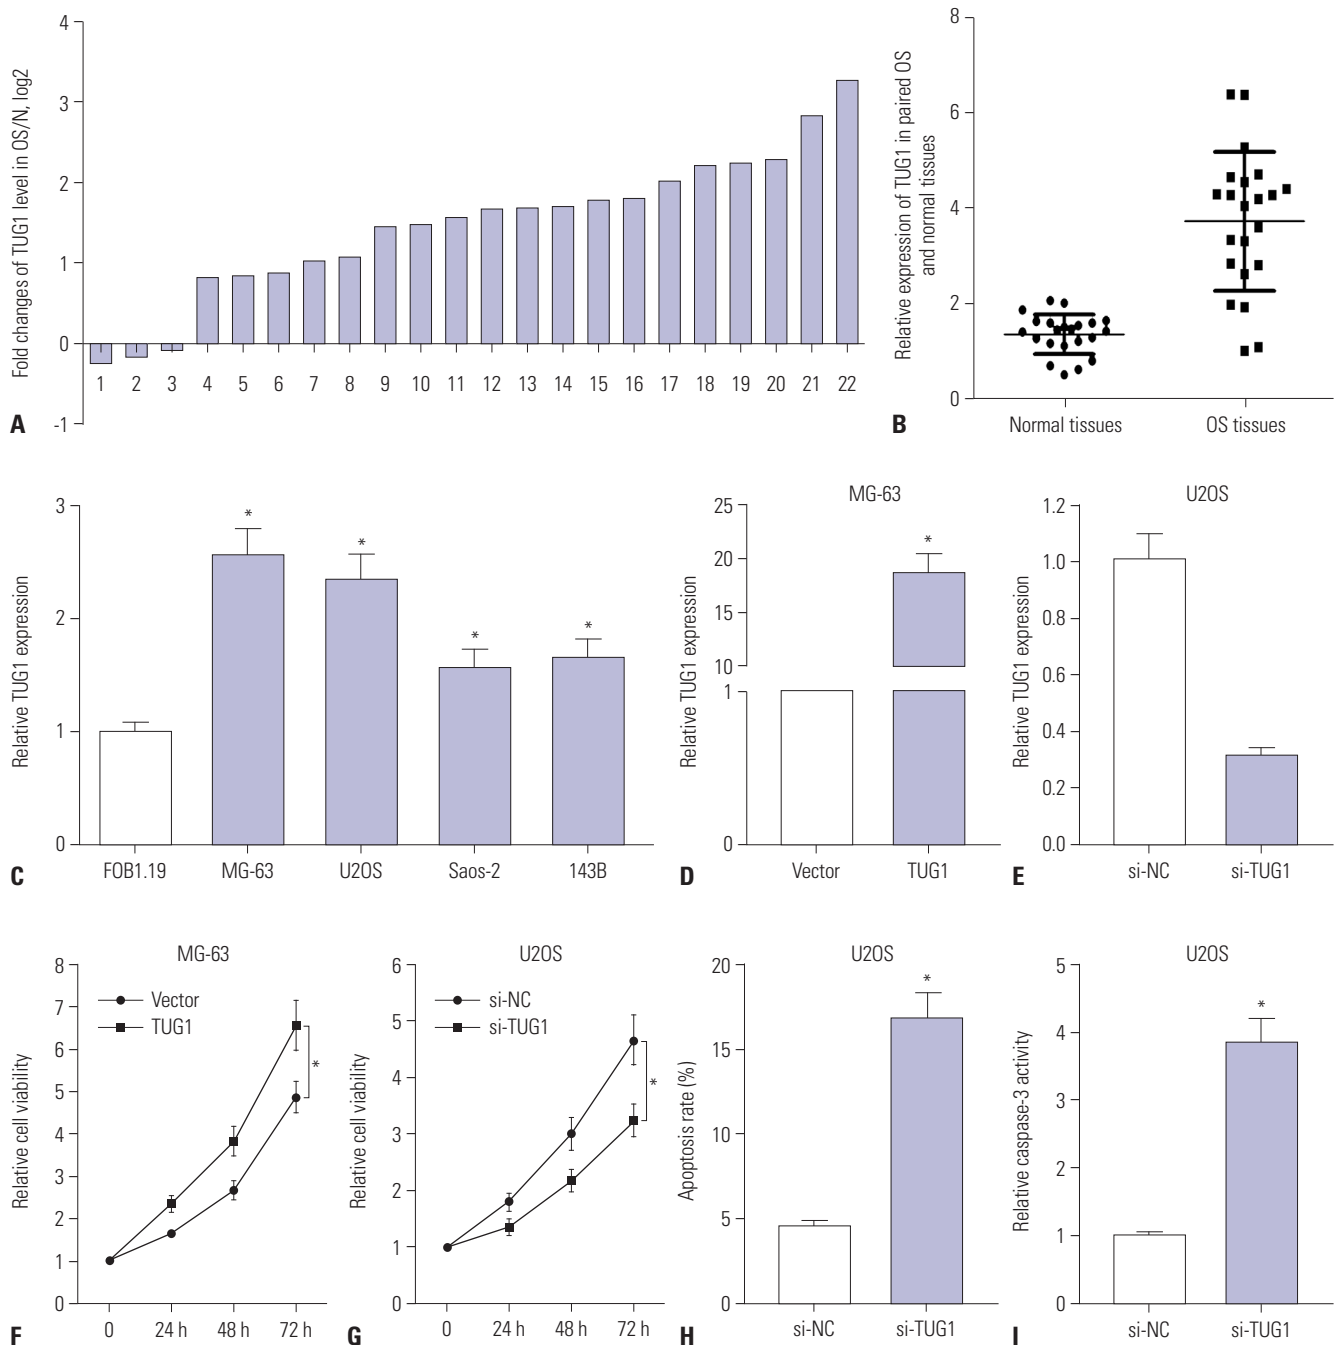 Fold changes of TUG1 level in OS/N, log2
4
3
2
1
0
-1
1 2 3 4 5 6 7 8 9 10 11 12 13 14 15 16 17 18 19 20 21 22
A
Relative expression of TUG1 in paired OS
and normal tissues
8
6
4
2
0
Normal tissues OS tissues
B
Relative TUG1 expression
3
2
1
0
* * * *
FOB1.19 MG-63 U2OS Saos-2 143B
C
MG-63
Relative TUG1 expression
25
20
15
10
1
0
*
Vector TUG1
D
U2OS
Relative TUG1 expression
1.2
1.0
0.8
0.6
0.4
0.2
0.0
si-NC si-TUG1
E
MG-63
Relative cell viability
8
7
6
5
4
3
2
1
0
Vector
TUG1
*
0 24 h 48 h 72 h
F
U2OS
Relative cell viability
6
5
4
3
2
1
0
si-NC
si-TUG1
*
0 24 h 48 h 72 h
G
U2OS
Apoptosis rate (%)
20
15
10
5
0
*
si-NC si-TUG1
H
U2OS
Relative caspase-3 activity
5
4
3
2
1
0
*
si-NC si-TUG1
I